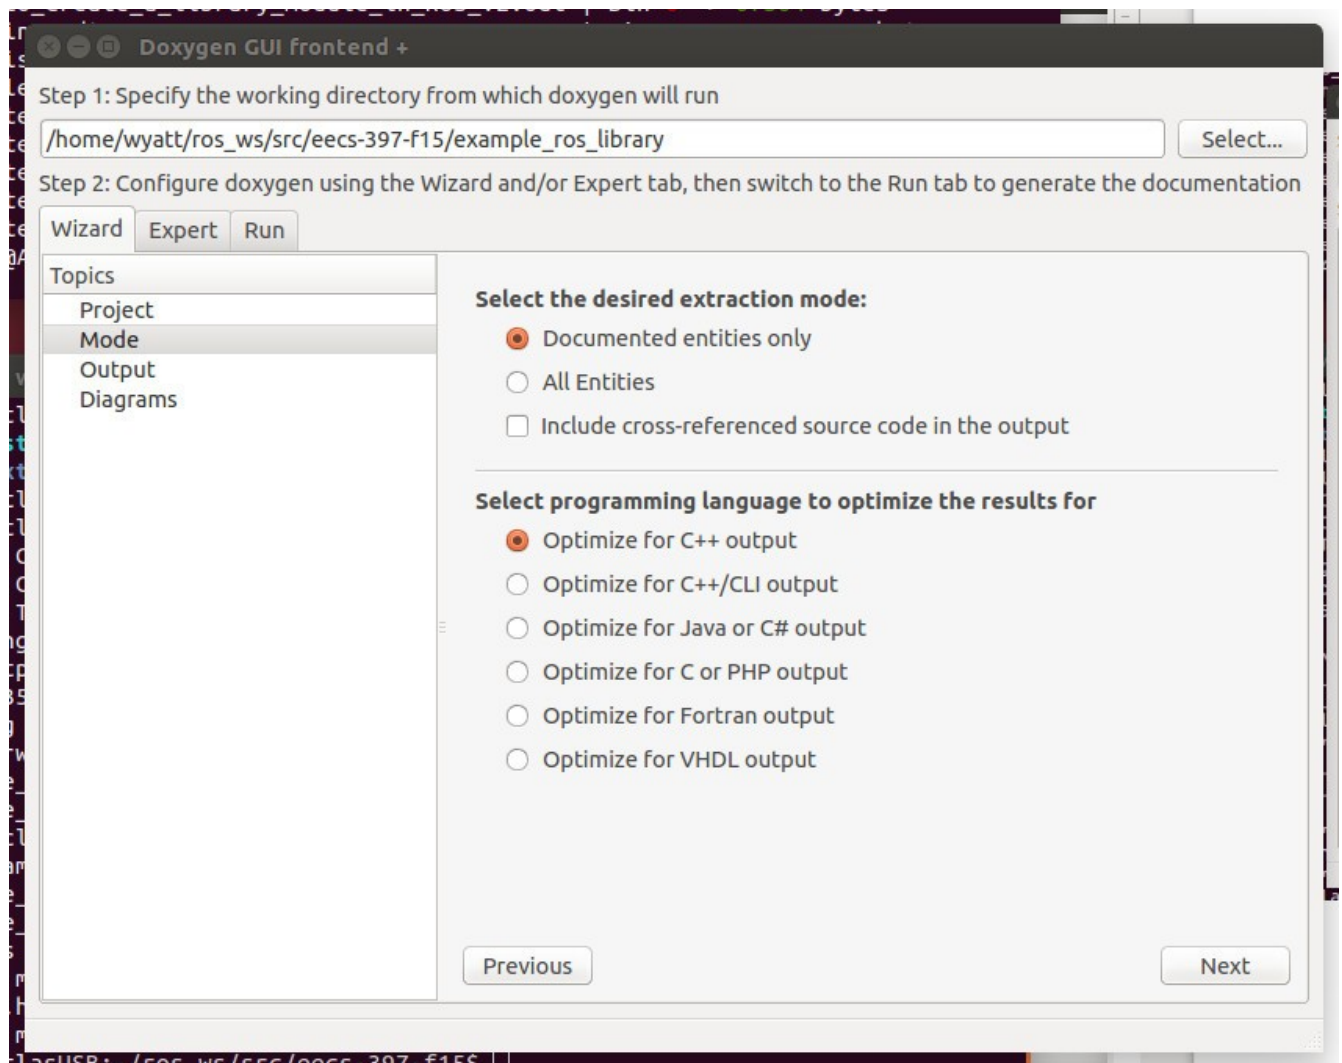 Doxygen GUI frontend +
Step 1: Specify the working directory from which doxygen will run
/home/wyatt/ros_ws/src/eecs-397-f15/example_ros_library
Select...
Step 2: Configure doxygen using the Wizard and/or Expert tab, then switch to the Run tab to generate the documentation
Wizard Expert Run
Topics
Project
Mode
Output
Diagrams
Select the desired extraction mode:
Documented entities only
All Entities
Include cross-referenced source code in the output
Select programming language to optimize the results for
Optimize for C++ output
Optimize for C++/CLI output
Optimize for Java or C# output
Optimize for C or PHP output
Optimize for Fortran output
Optimize for VHDL output
Previous Next